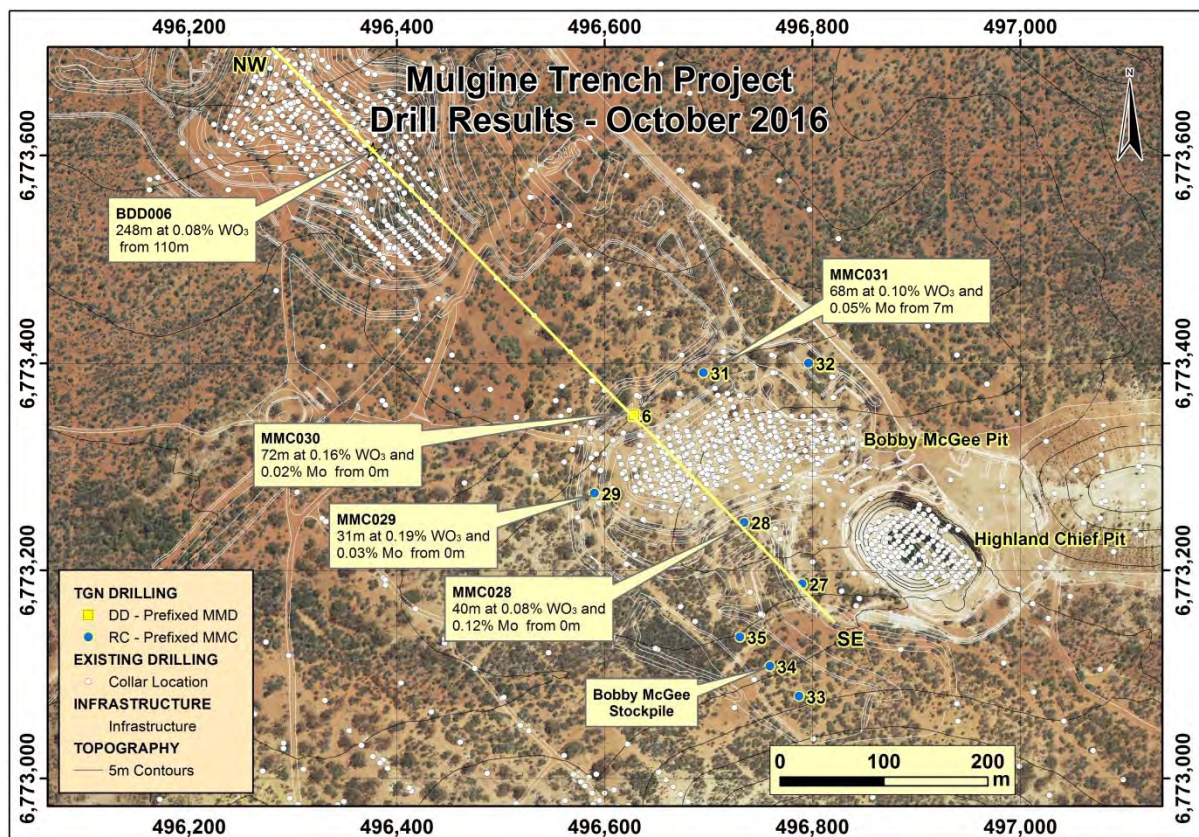 496,200 496,400 496,600 496,800 497,000
Mulgine Trench Project
Drill Results - October 2016
NW
N
6,773,600
6,773,600
BDD006
248m at 0.08% WO₃
from 110m
MMC031
68m at 0.10% WO₃ and
0.05% Mo from 7m
6,773,400
6,773,400
31
32
6
MMC030
72m at 0.16% WO₃ and
0.02% Mo from 0m
Bobby McGee Pit
29
MMC029
31m at 0.19% WO₃ and
0.03% Mo from 0m
28
Highland Chief Pit
6,773,200
6,773,200
27
MMC028
40m at 0.08% WO₃ and
0.12% Mo from 0m
SE
35
34
33
Bobby McGee
Stockpile
TGN DRILLING
DD - Prefixed MMD
RC - Prefixed MMC
EXISTING DRILLING
Collar Location
INFRASTRUCTURE
Infrastructure
TOPOGRAPHY
5m Contours
0 100 200
m
6,773,000
6,773,000
496,200 496,400 496,600 496,800 497,000